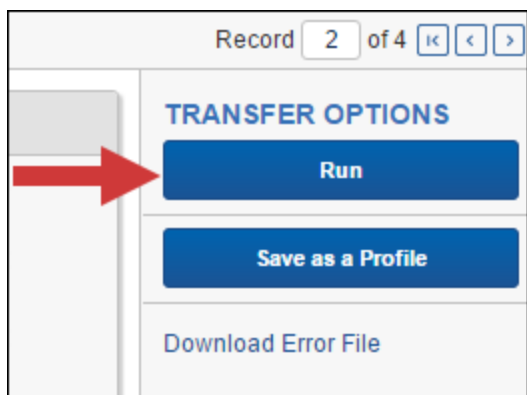 Record 2 of 4
TRANSFER OPTIONS
Run
Save as a Profile
Download Error File